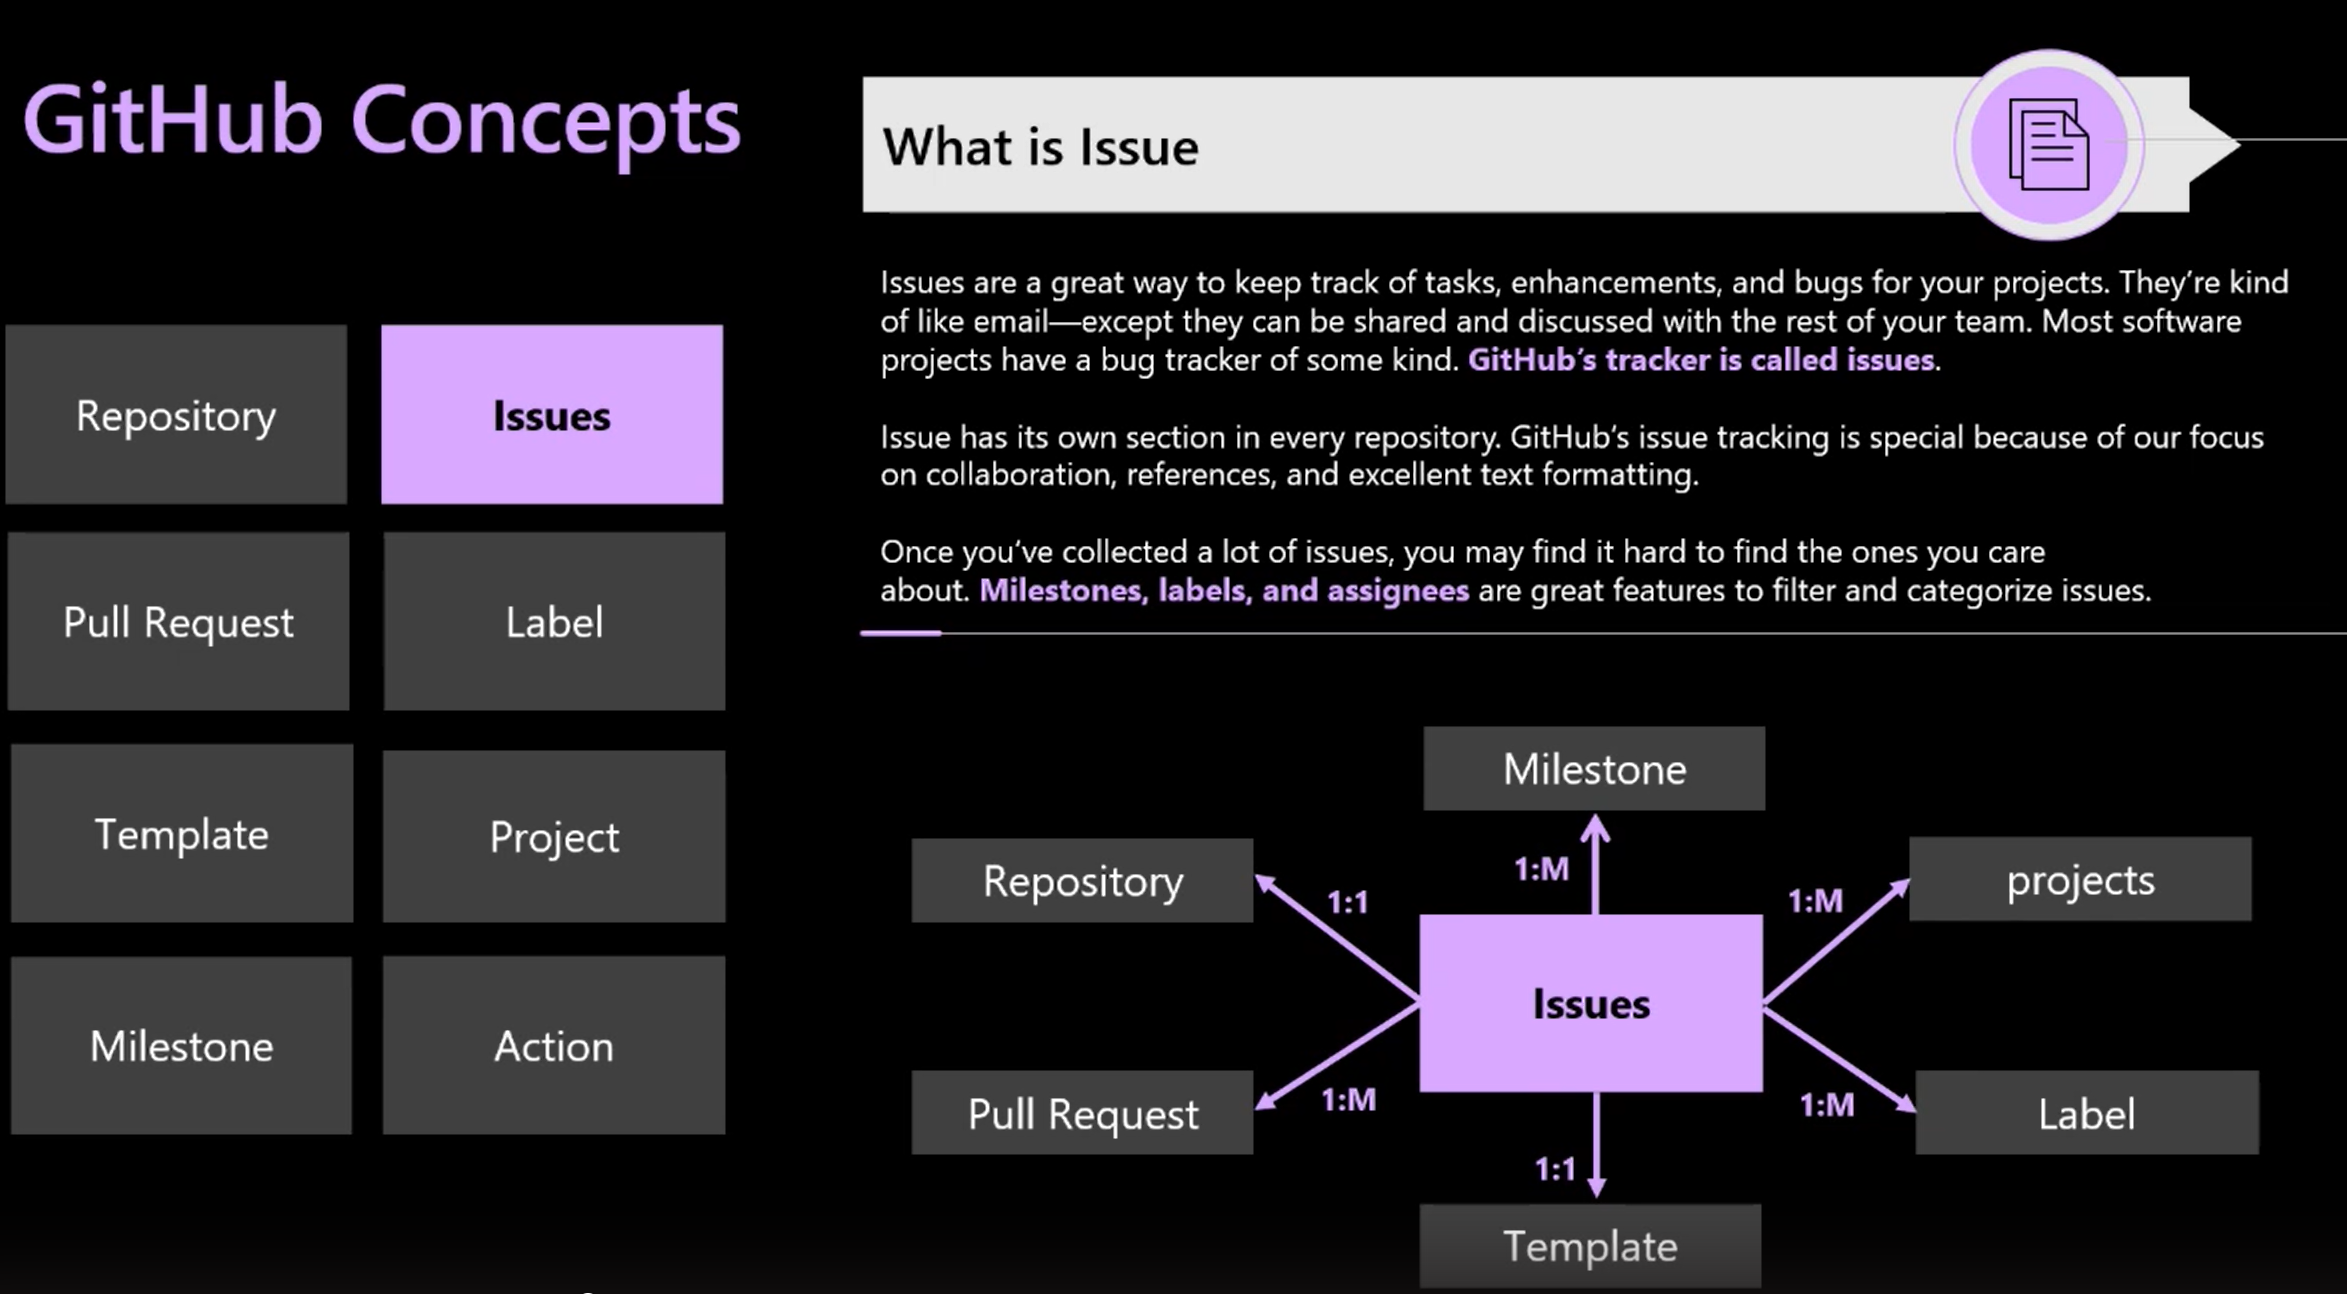 GitHub Concepts
Repository
Issues
Pull Request
Label
Template
Project
Milestone
Action
What is Issue
Issues are a great way to keep track of tasks, enhancements, and bugs for your projects. They’re kind
of like email—except they can be shared and discussed with the rest of your team. Most software
projects have a bug tracker of some kind. GitHub’s tracker is called issues.
Issue has its own section in every repository. GitHub’s issue tracking is special because of our focus
on collaboration, references, and excellent text formatting.
Once you’ve collected a lot of issues, you may find it hard to find the ones you care
about. Milestones, labels, and assignees are great features to filter and categorize issues.
Milestone
Repository
1:1
1:M
1:M
projects
Issues
Pull Request
1:M
1:M
Label
1:1
Template